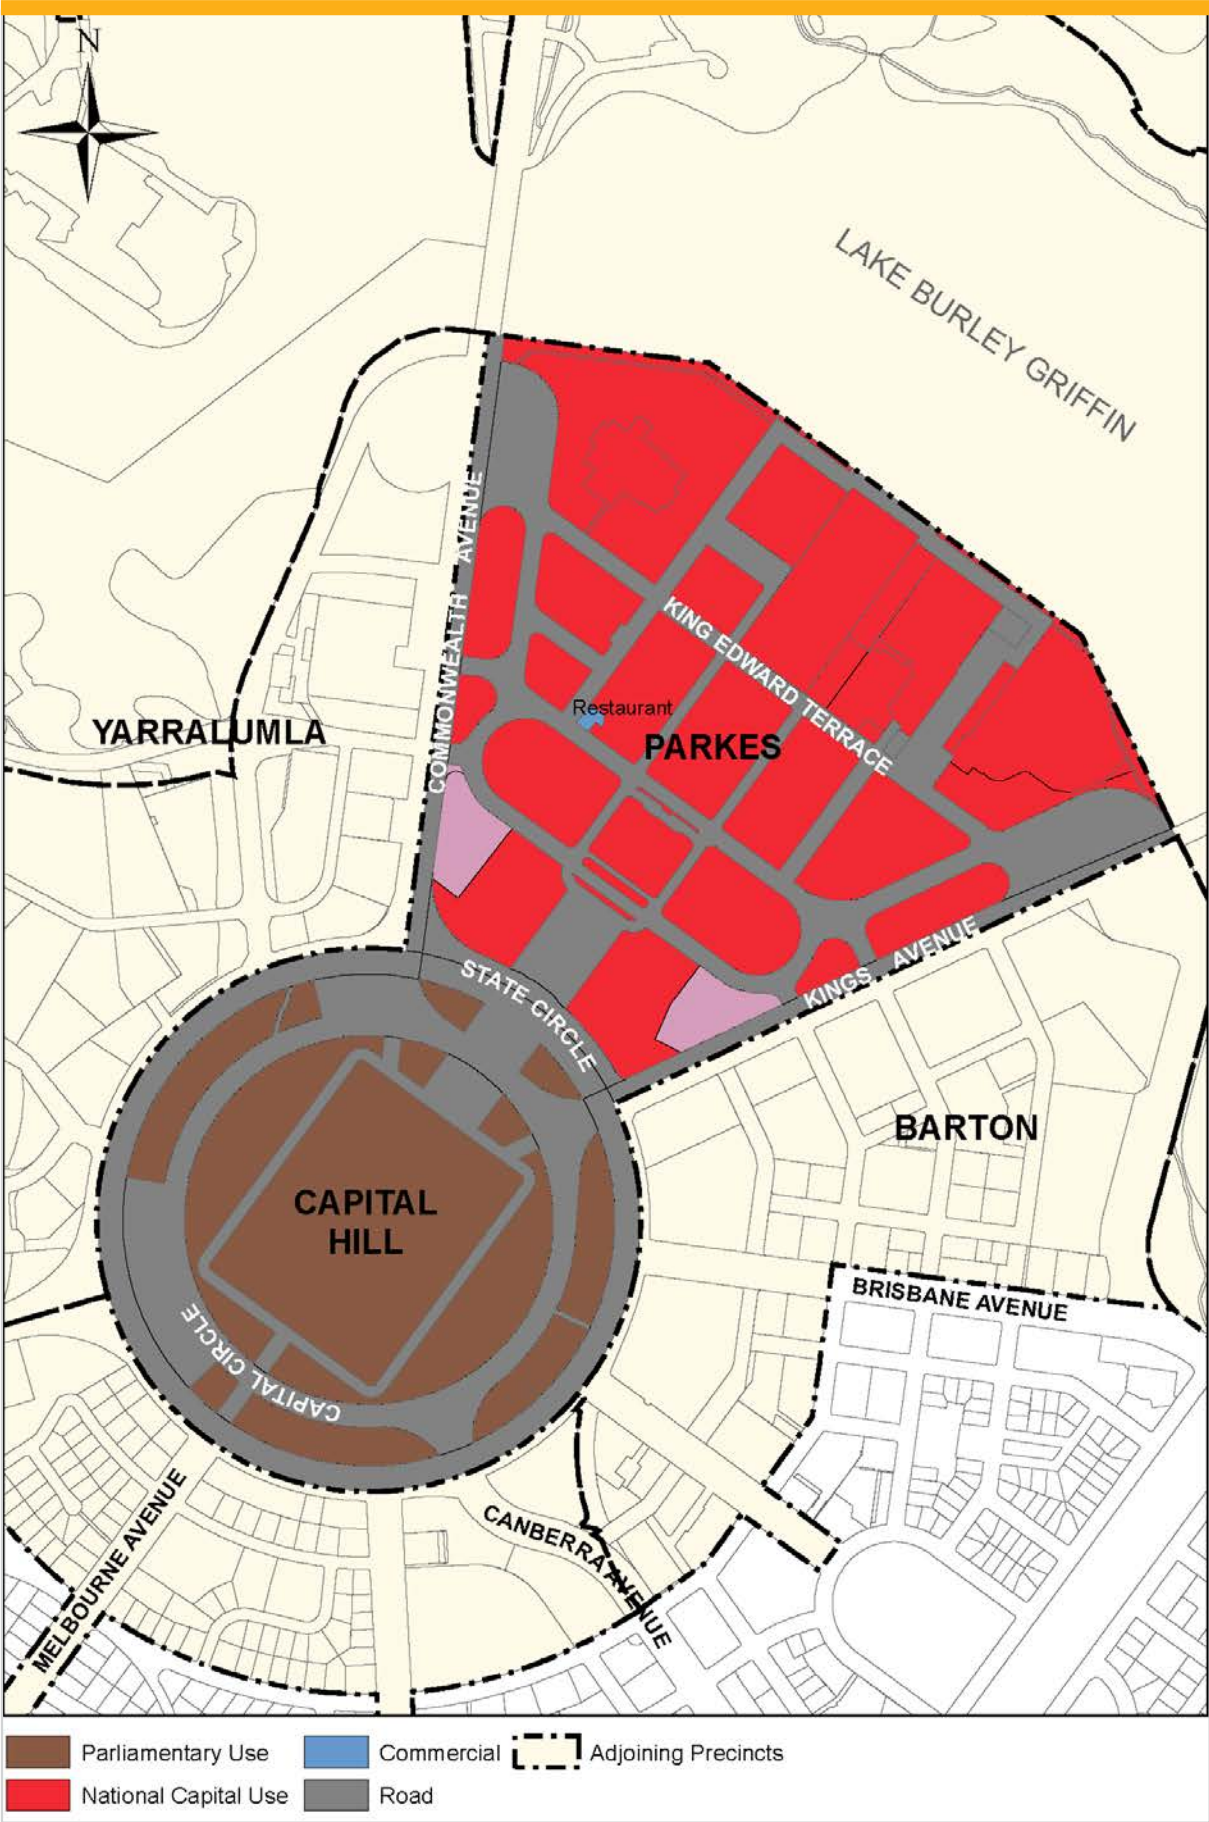 N
LAKE BURLEY GRIFFIN
COMMONWEALTH AVENUE
KING EDWARD TERRACE
YARRALUMLA
Restaurant
PARKES
STATE CIRCLE
KINGS AVENUE
BARTON
CAPITAL
HILL
CAPITAL CIRCLE
BRISBANE AVENUE
MELBOURNE AVENUE
CANBERRA AVENUE
Parliamentary Use
Commercial
Adjoining Precincts
National Capital Use
Road